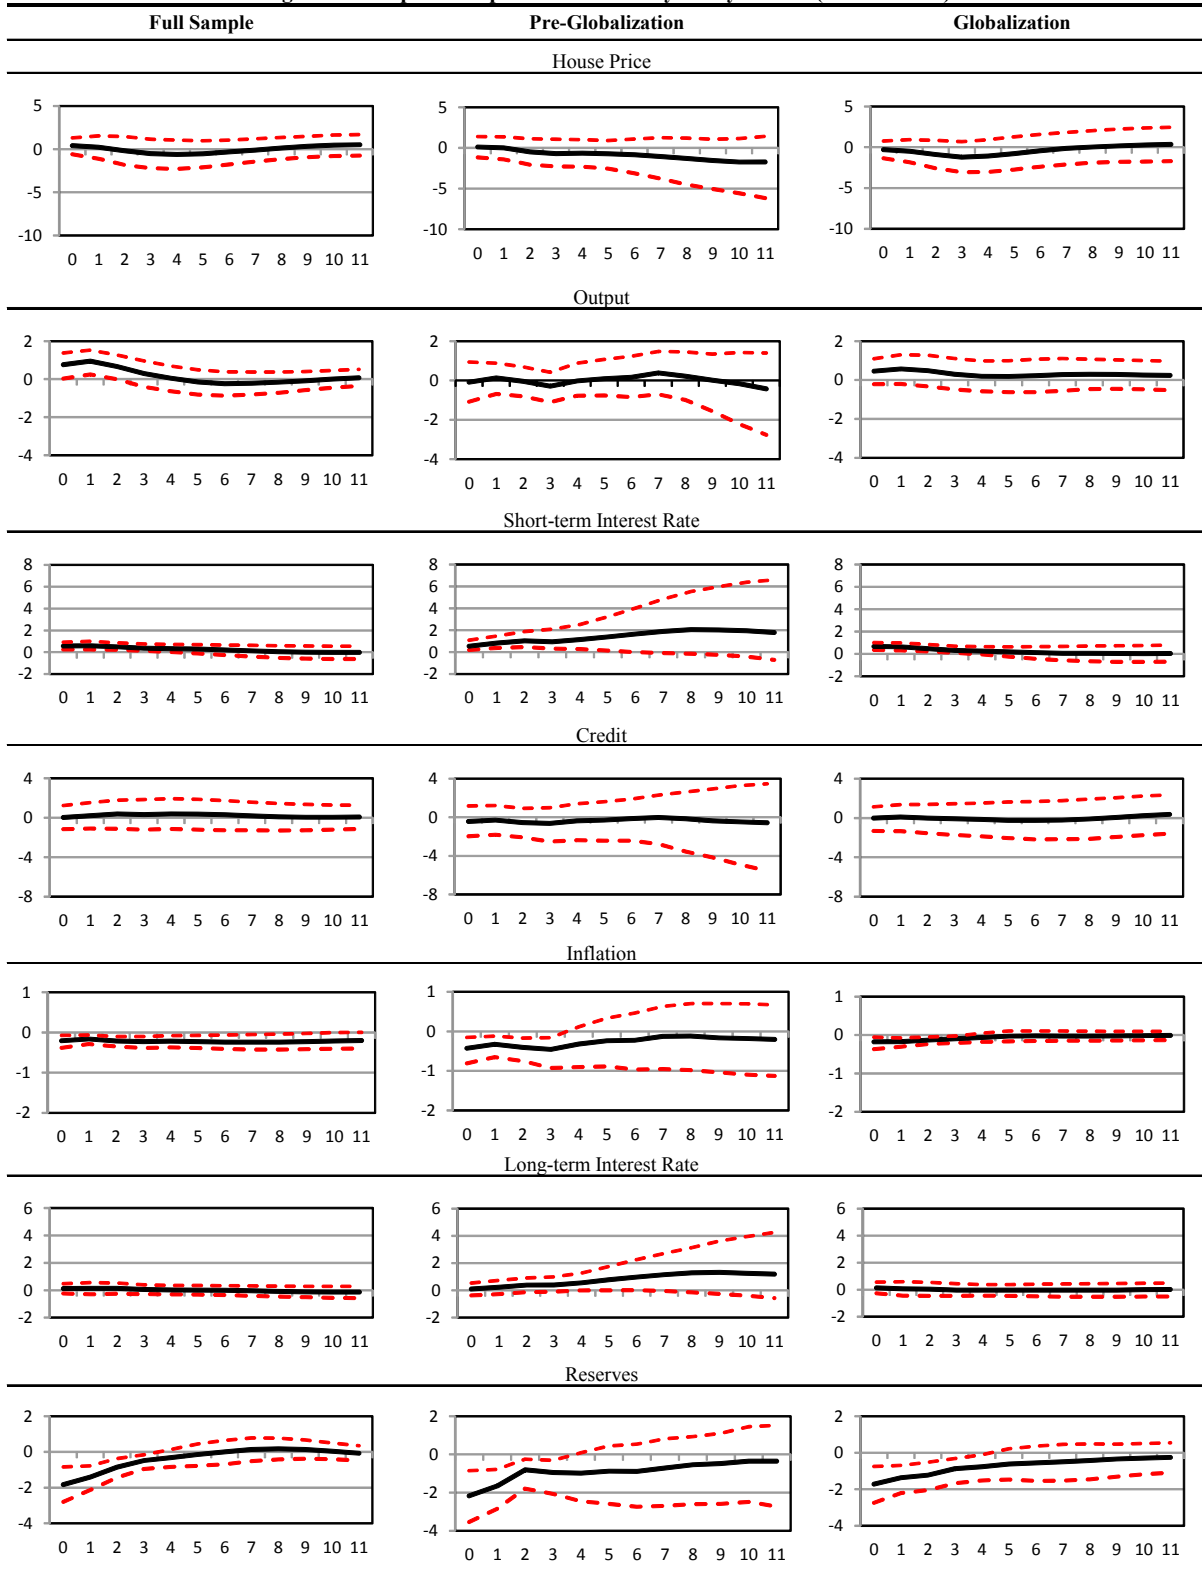 Full Sample Pre-Globalization Globalization
House Price
5 5 5
0 0 0
-5 -5 -5
-10 -10 -10
0 1 2 3 4 5 6 7 8 9 10 11 0 1 2 3 4 5 6 7 8 9 10 11 0 1 2 3 4 5 6 7 8 9 10 11
Output
2 2 2
0 0 0
-2 -2 -2
-4 -4 -4
0 1 2 3 4 5 6 7 8 9 10 11 0 1 2 3 4 5 6 7 8 9 10 11 0 1 2 3 4 5 6 7 8 9 10 11
Short-term Interest Rate
8 8 8
6 6 6
4 4 4
2 2 2
0 0 0
-2 -2 -2
0 1 2 3 4 5 6 7 8 9 10 11 0 1 2 3 4 5 6 7 8 9 10 11 0 1 2 3 4 5 6 7 8 9 10 11
Credit
4 4 4
0 0 0
-4 -4 -4
-8 -8 -8
0 1 2 3 4 5 6 7 8 9 10 11 0 1 2 3 4 5 6 7 8 9 10 11 0 1 2 3 4 5 6 7 8 9 10 11
Inflation
1 1 1
0 0 0
-1 -1 -1
-2 -2 -2
0 1 2 3 4 5 6 7 8 9 10 11 0 1 2 3 4 5 6 7 8 9 10 11 0 1 2 3 4 5 6 7 8 9 10 11
Long-term Interest Rate
6 6 6
4 4 4
2 2 2
0 0 0
-2 -2 -2
0 1 2 3 4 5 6 7 8 9 10 11 0 1 2 3 4 5 6 7 8 9 10 11 0 1 2 3 4 5 6 7 8 9 10 11
Reserves
2 2 2
0 0 0
-2 -2 -2
-4 -4 -4
0 1 2 3 4 5 6 7 8 9 10 11 0 1 2 3 4 5 6 7 8 9 10 11 0 1 2 3 4 5 6 7 8 9 10 11